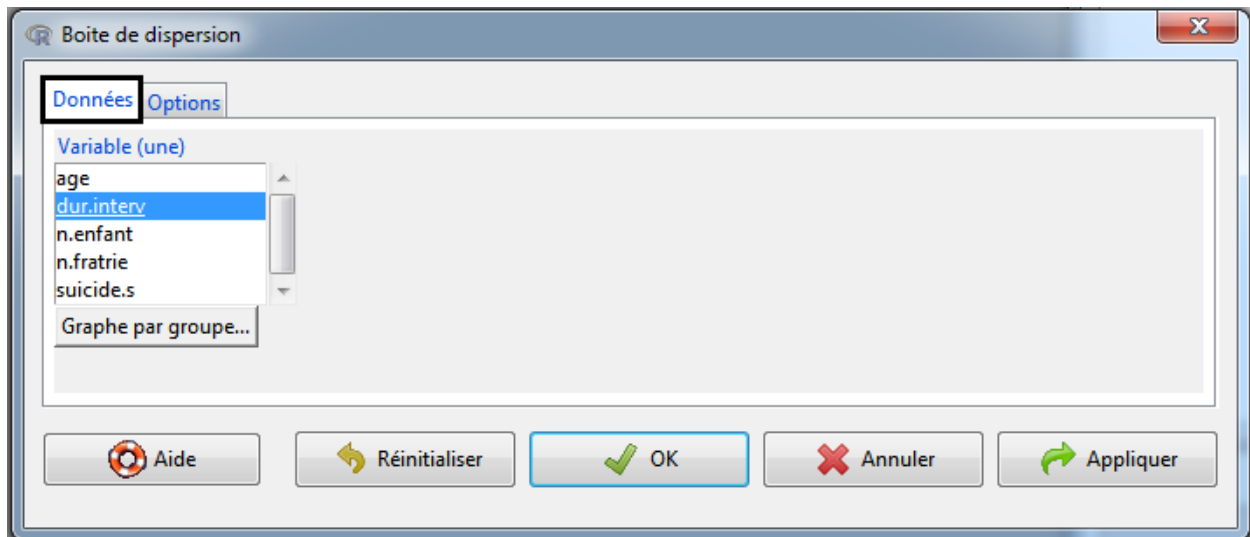 Boite de dispersion
Données Options
Variable (une)
age
dur.interv
n.enfant
n.fratrie
suicide.s
Graphe par groupe...
Aide Réinitialiser OK Annuler Appliquer